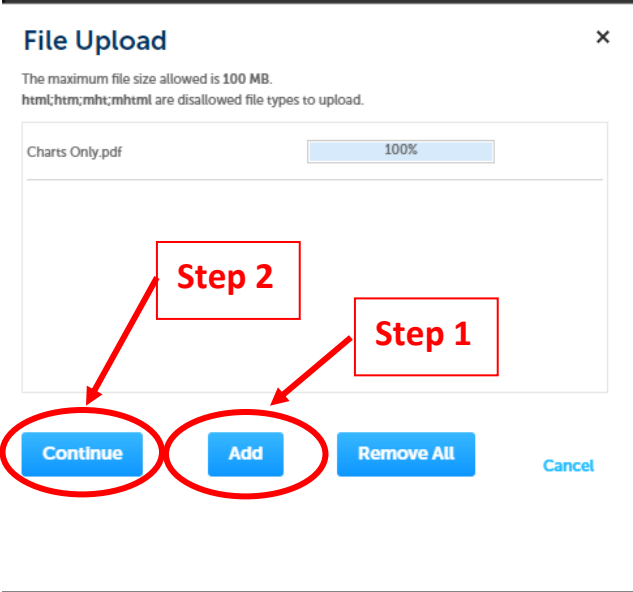 File Upload
×
The maximum file size allowed is 100 MB.
html;htm;mht;mhtml are disallowed file types to upload.
Charts Only.pdf 100%
Step 2
Step 1
Continue Add Remove All Cancel